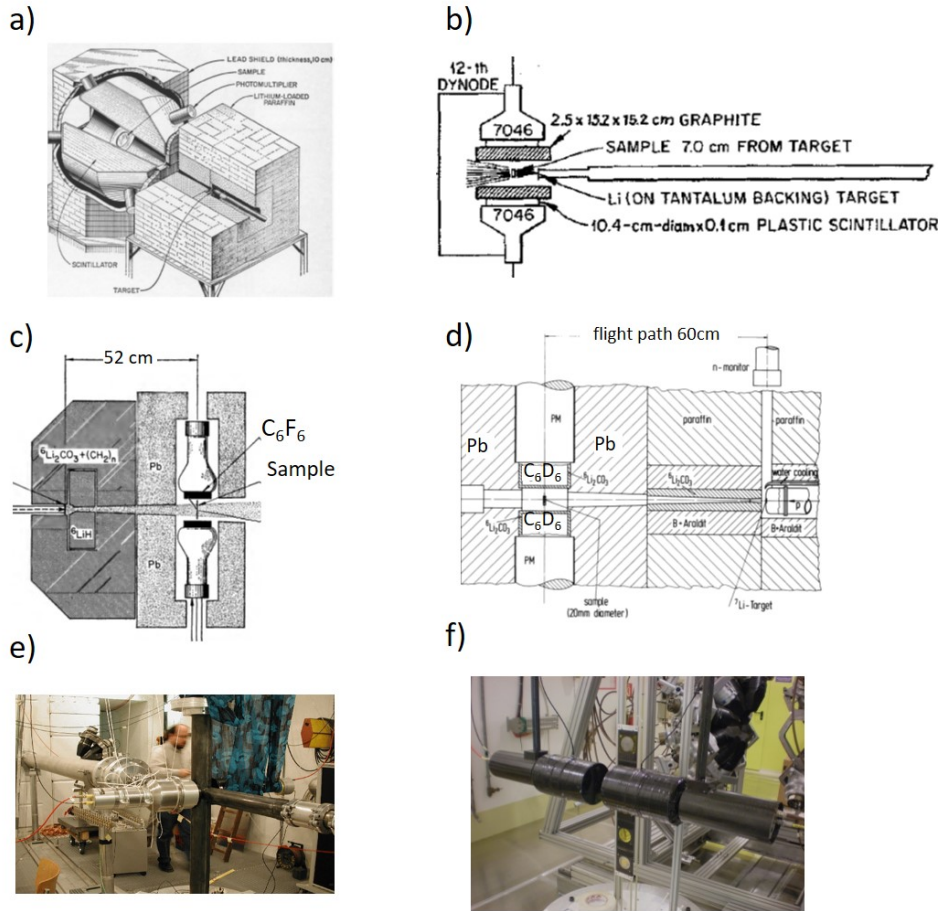 a)
LEAD SHIELD (thickness, 10 cm)
SAMPLE
PHOTOMULTIPLIER
LITHIUM-LOADED
PARAFFIN
SCINTILLATOR
TARGET
b)
12-th
DYNODE
7046
2.5 x 15.2 x 15.2 cm GRAPHITE
SAMPLE 7.0 cm FROM TARGET
Li (ON TANTALUM BACKING) TARGET
7046
10.4-cm-diam x 0.1 cm PLASTIC SCINTILLATOR
c)
52 cm
C₆F₆
⁶Li₂CO₃+(CH₂)n
Pb
Sample
⁶LiH
Pb
d)
flight path 60cm
n-monitor
PM
paraffin
paraffin
Pb
Pb
C₆D₆
⁶Li₂CO₃
⁶Li₂CO₃
water cooling
p
⁶Li₂CO₃
C₆D₆
B+Araldit
B+Araldit
PM
sample
(20mm diameter)
⁷Li-Target
e)
f)